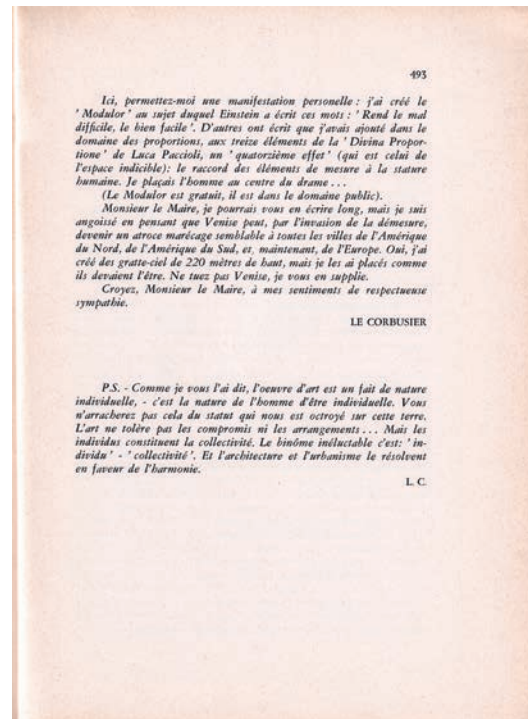 493
Ici, permettez-moi une manifestation personelle : j'ai créé le
' Modulor ' au sujet duquel Einstein a écrit ces mots : ' Rend le mal
difficile, le bien facile '. D'autres ont écrit que j'avais ajouté dans le
domaine des proportions, aux treize éléments de la ' Divina Propor-
tione ' de Luca Paccioli, un ' quatorzième effet ' (qui est celui de
l'espace indicible): le raccord des éléments de mesure à la stature
humaine. Je plaçais l'homme au centre du drame . . .
(Le Modulor est gratuit, il est dans le domaine public).
Monsieur le Maire, je pourrais vous en écrire long, mais je suis
angoissé en pensant que Venise peut, par l'invasion de la démesure,
devenir un atroce marécage semblable à toutes les villes de l'Amérique
du Nord, de l'Amérique du Sud, et, maintenant, de l'Europe. Oui, j'ai
créé des gratte-ciel de 220 mètres de haut, mais je les ai placés comme
ils devaient l'être. Ne tuez pas Venise, je vous en supplie.
Croyez, Monsieur le Maire, à mes sentiments de respectueuse
sympathie.
LE CORBUSIER
P.S. - Comme je vous l'ai dit, l'oeuvre d'art est un fait de nature
individuelle, - c'est la nature de l'homme d'être individuelle. Vous
n'arracherez pas cela du statut qui nous est octroyé sur cette terre.
L'art ne tolère pas les compromis ni les arrangements . . . Mais les
individus constituent la collectivité. Le binôme inéluctable c'est: ' in-
dividu ' - ' collectivité '. Et l'architecture et l'urbanisme le résolvent
en faveur de l'harmonie.
L. C.